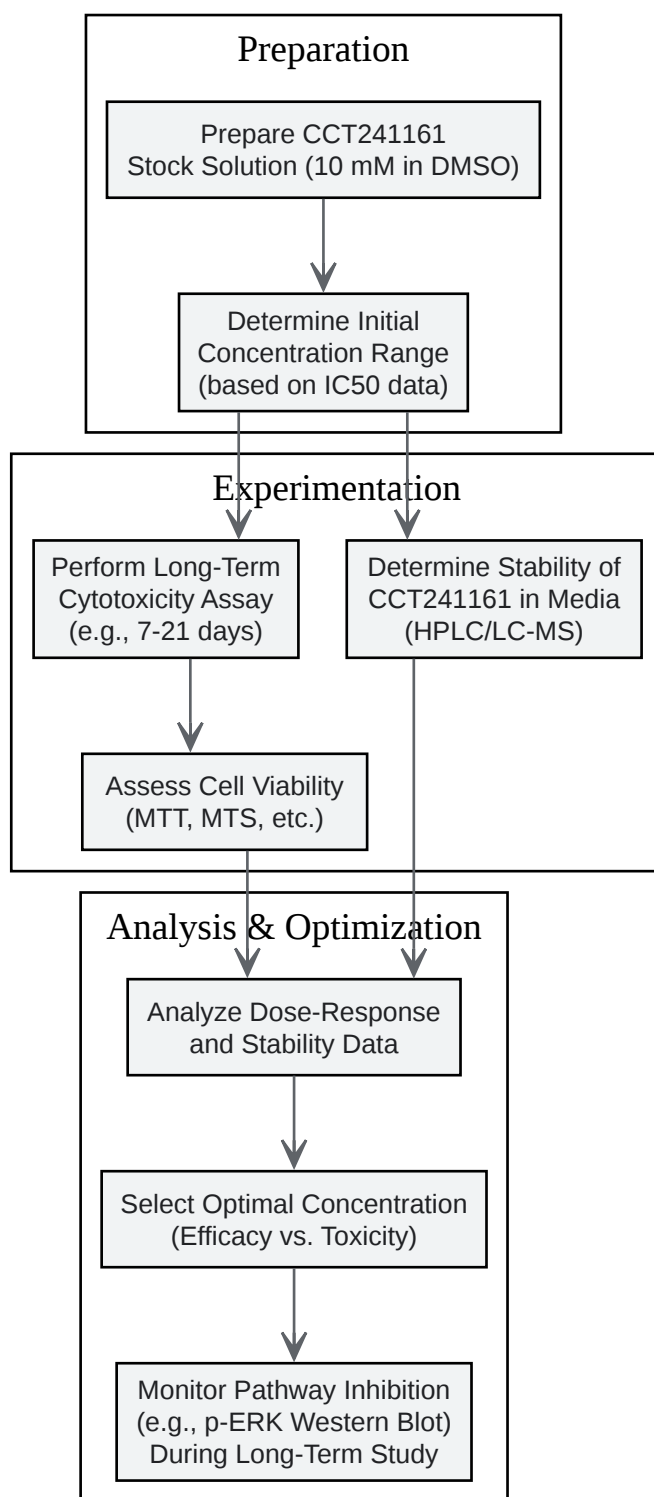 Preparation
Prepare CCT241161
Stock Solution (10 mM in DMSO)
Determine Initial
Concentration Range
(based on IC50 data)
Experimentation
Perform Long-Term
Cytotoxicity Assay
(e.g., 7-21 days)
Determine Stability of
CCT241161 in Media
(HPLC/LC-MS)
Assess Cell Viability
(MTT, MTS, etc.)
Analysis & Optimization
Analyze Dose-Response
and Stability Data
Select Optimal Concentration
(Efficacy vs. Toxicity)
Monitor Pathway Inhibition
(e.g., p-ERK Western Blot)
During Long-Term Study